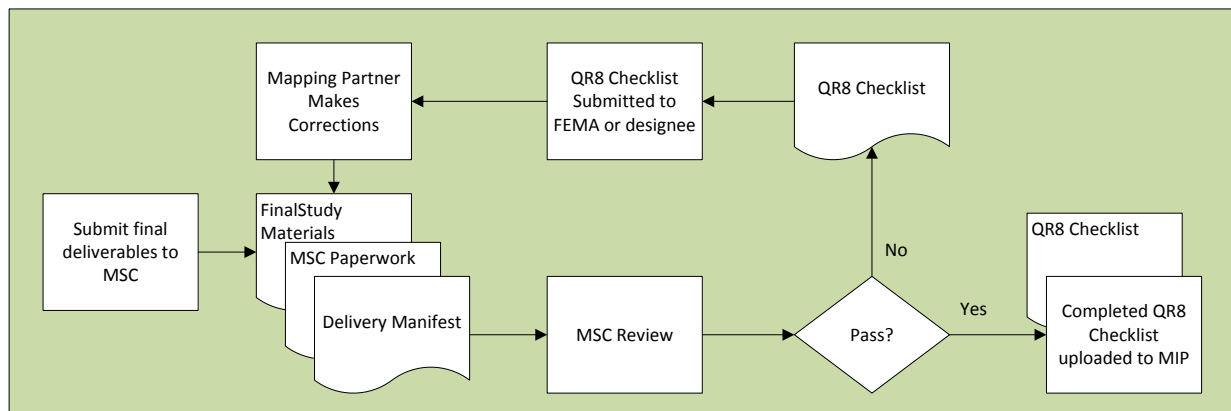 Mapping Partner
Makes
Corrections
QR8 Checklist
Submitted to
FEMA or designee
QR8 Checklist
Submit final
deliverables to
MSC
FinalStudy
Materials
MSC Paperwork
Delivery Manifest
MSC Review
Pass?
No
Yes
QR8 Checklist
Completed QR8
Checklist
uploaded to MIP